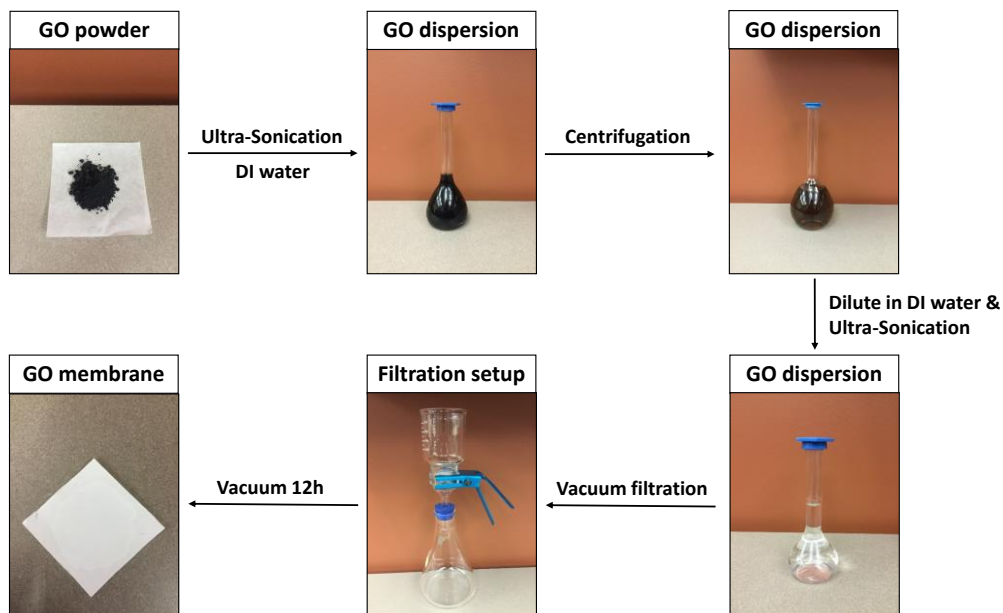 GO powder
Ultra-Sonication
DI water
GO dispersion
Centrifugation
GO dispersion
Dilute in DI water &
Ultra-Sonication
GO dispersion
Vacuum filtration
Filtration setup
Vacuum 12h
GO membrane